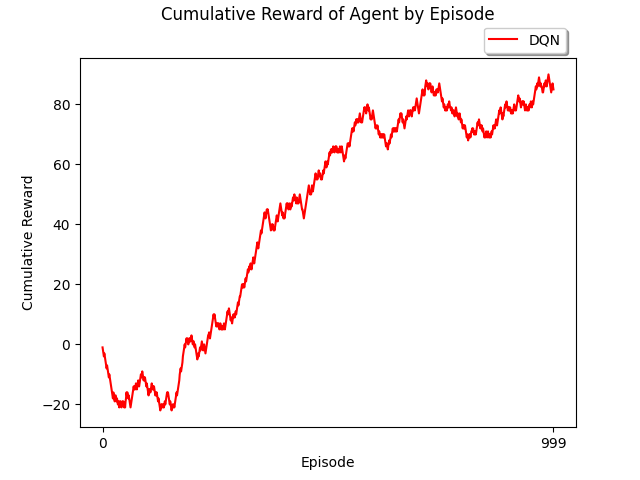 Cumulative Reward of Agent by Episode
DQN
Cumulative Reward
80
60
40
20
0
−20
0
999
Episode